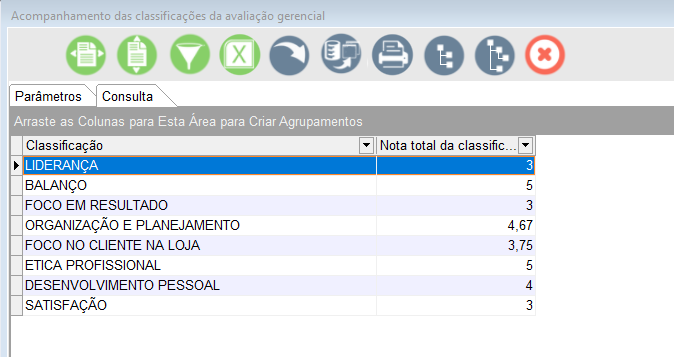 Acompanhamento das classificações da avaliação gerencial
Parâmetros Consulta
Arraste as Colunas para Esta Área para Criar Agrupamentos
Classificação Nota total da classific...
LIDERANÇA 3
BALANÇO 5
FOCO EM RESULTADO 3
ORGANIZAÇÃO E PLANEJAMENTO 4,67
FOCO NO CLIENTE NA LOJA 3,75
ETICA PROFISSIONAL 5
DESENVOLVIMENTO PESSOAL 4
SATISFAÇÃO 3